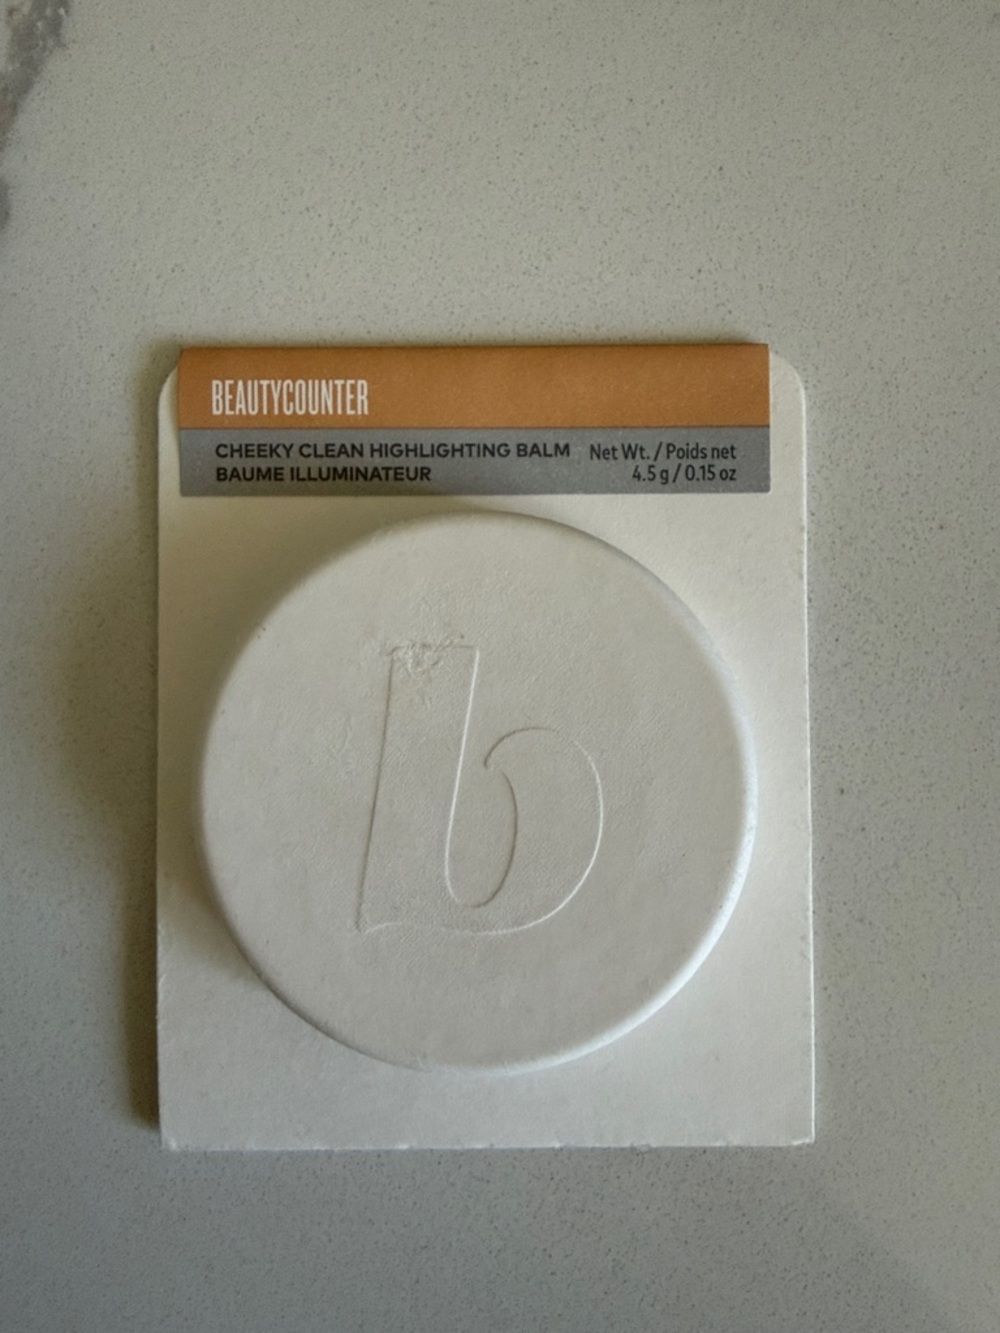 BEAUTYCOUNTER
CHEEKY CLEAN HIGHLIGHTING BALM Net Wt. / Poids net
BAUME ILLUMINATEUR 4.5 g / 0.15 oz
b